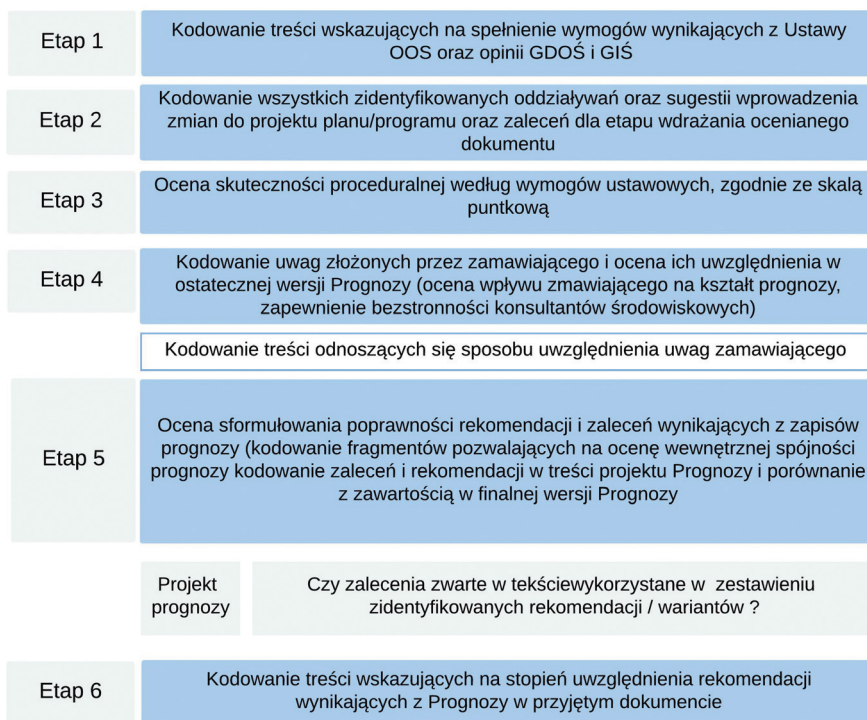 Etap 1
Kodowanie treści wskazujących na spełnienie wymogów wynikających z Ustawy
OOS oraz opinii GDOŚ i GIŚ
Etap 2
Kodowanie wszystkich zidentyfikowanych oddziaływań oraz sugestii wprowadzenia
zmian do projektu planu/programu oraz zaleceń dla etapu wdrażania ocenianego
dokumentu
Etap 3
Ocena skuteczności proceduralnej według wymogów ustawowych, zgodnie ze skalą
puntkową
Etap 4
Kodowanie uwag złożonych przez zamawiającego i ocena ich uwzględnienia w
ostatecznej wersji Prognozy (ocena wpływu zmawiającego na kształt prognozy,
zapewnienie bezstronności konsultantów środowiskowych)
Kodowanie treści odnoszących się sposobu uwzględnienia uwag zamawiającego
Etap 5
Ocena sformułowania poprawności rekomendacji i zaleceń wynikających z zapisów
prognozy (kodowanie fragmentów pozwalających na ocenę wewnętrznej spójności
prognozy kodowanie zaleceń i rekomendacji w treści projektu Prognozy i porównanie
z zawartością w finalnej wersji Prognozy
Projekt
prognozy
Czy zalecenia zwarte w tekściewykorzystane w zestawieniu
zidentyfikowanych rekomendacji / wariantów ?
Etap 6
Kodowanie treści wskazujących na stopień uwzględnienia rekomendacji
wynikających z Prognozy w przyjętym dokumencie